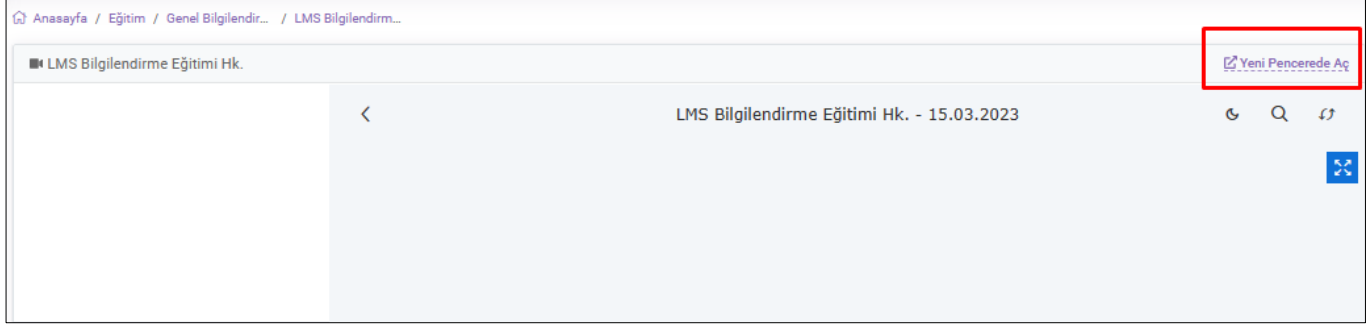 Anasayfa / Eğitim / Genel Bilgilendir... / LMS Bilgilendirm...
LMS Bilgilendirme Eğitimi Hk.
Yeni Pencerede Aç
LMS Bilgilendirme Eğitimi Hk. - 15.03.2023